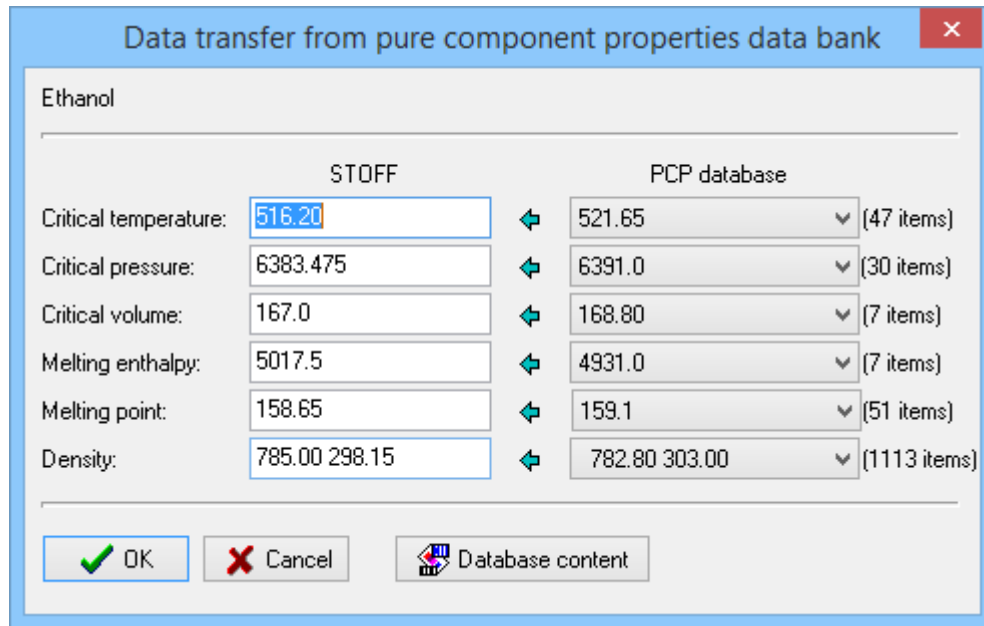 Data transfer from pure component properties data bank
Ethanol
STOFF PCP database
Critical temperature: 516.20 521.65 (47 items)
Critical pressure: 6383.475 6391.0 (30 items)
Critical volume: 167.0 168.80 (7 items)
Melting enthalpy: 5017.5 4931.0 (7 items)
Melting point: 158.65 159.1 (51 items)
Density: 785.00 298.15 782.80 303.00 (1113 items)
OK Cancel Database content